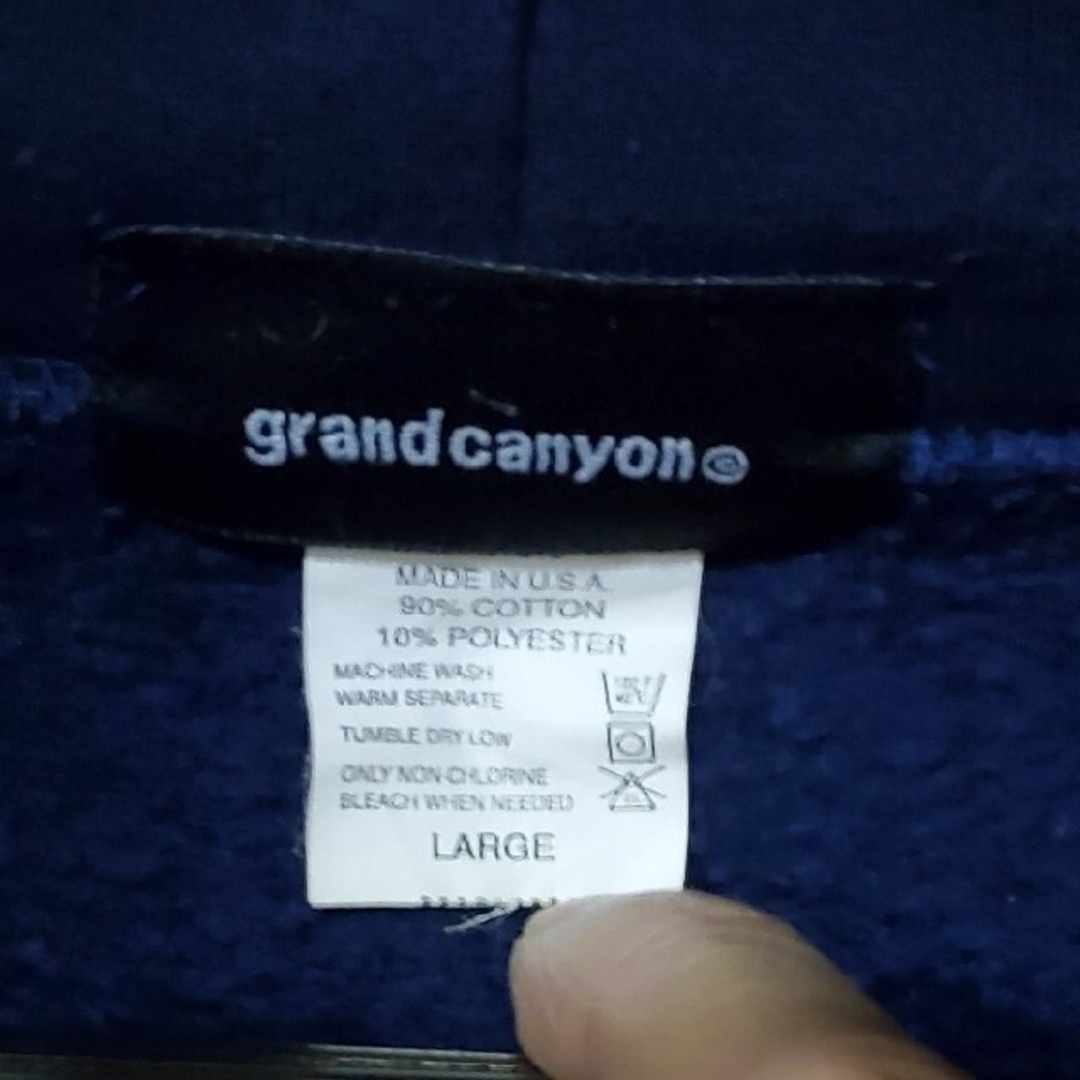 grandcanyon
MADE IN U.S.A.
90% COTTON
10% POLYESTER
MACHINE WASH
WARM SEPARATE
TUMBLE DRY LOW
ONLY NON-CHLORINE
BLEACH WHEN NEEDED
LARGE